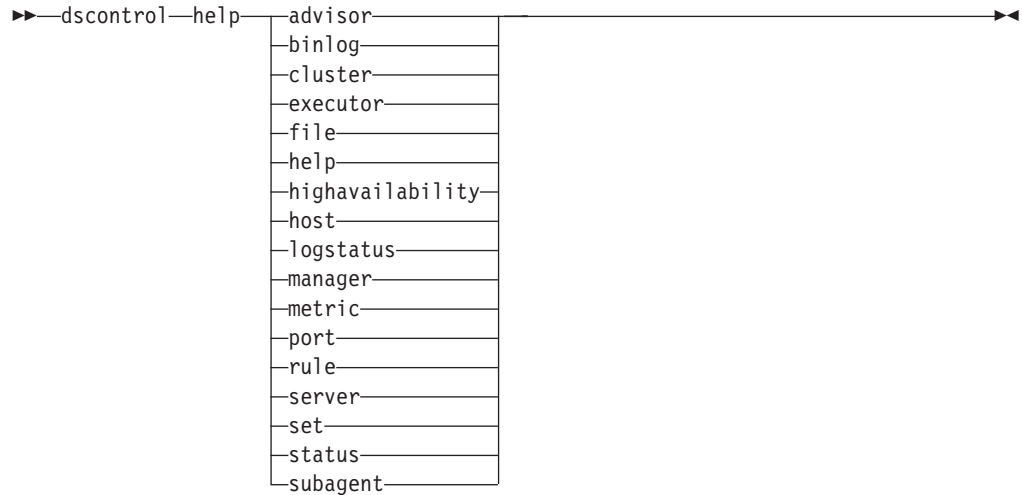 dscontrol help advisor
binlog
cluster
executor
file
help
highavailability
host
logstatus
manager
metric
port
rule
server
set
status
subagent